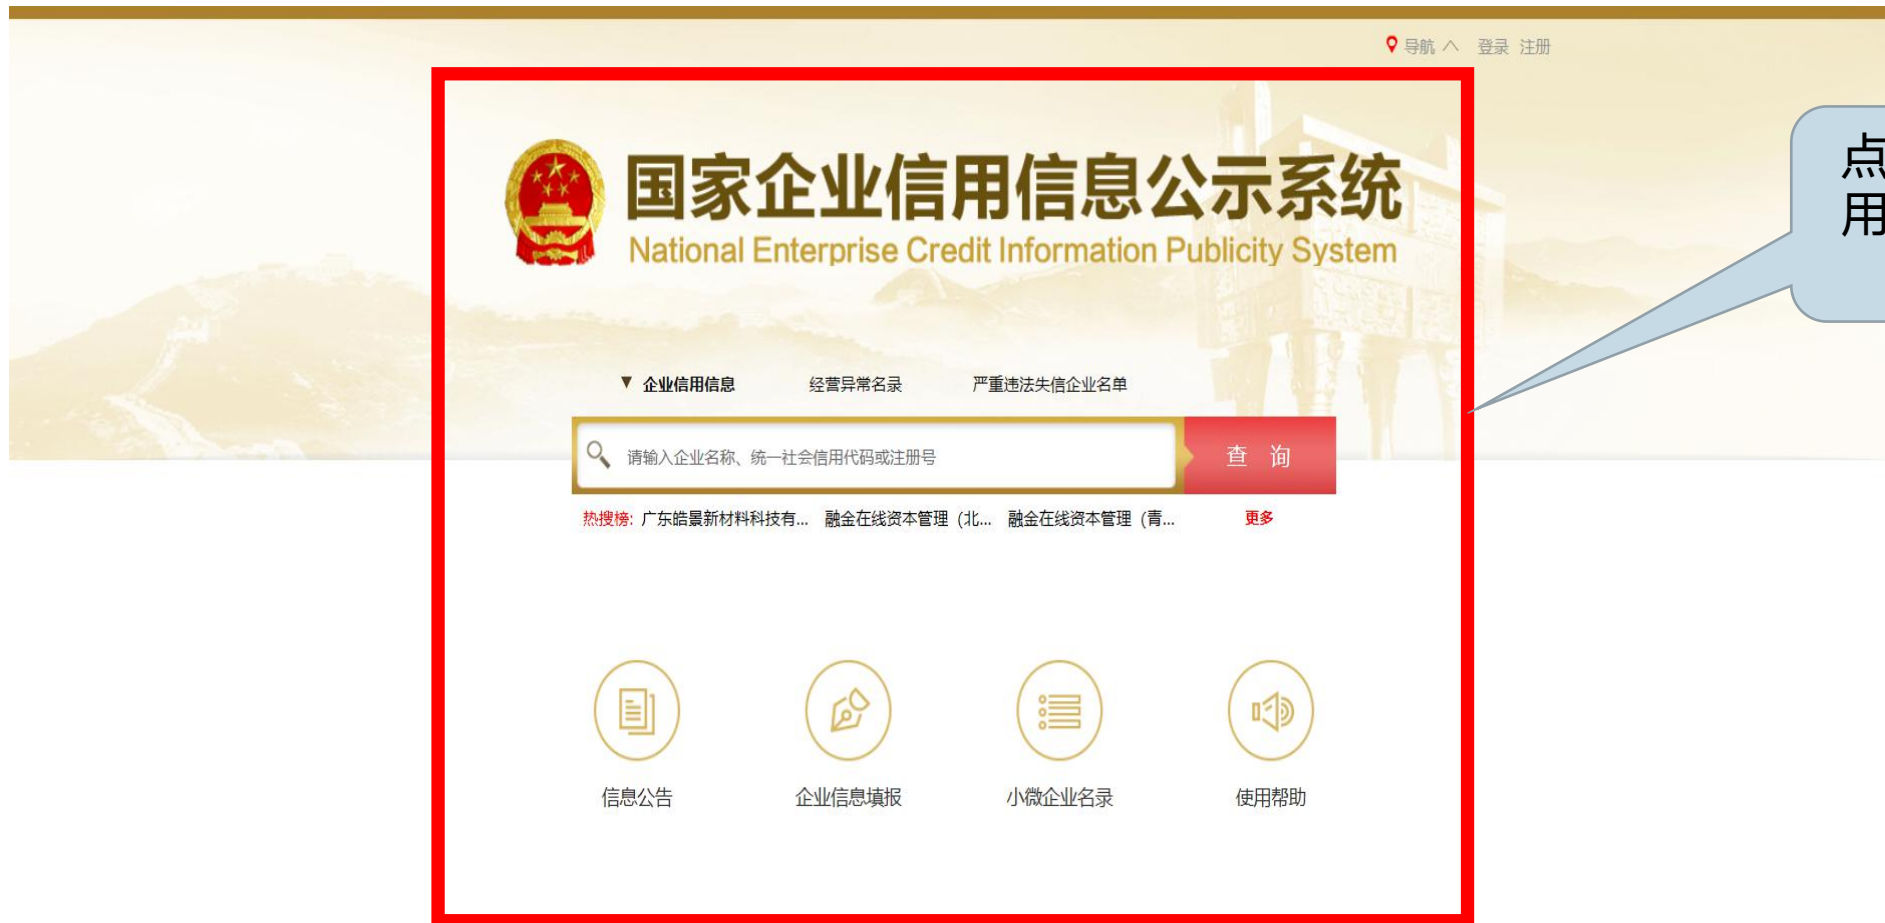 导航 登录 注册
国家企业信用信息公示系统
National Enterprise Credit Information Publicity System
点
用
企业信用信息 经营异常名录 严重违法失信企业名单
请输入企业名称、统一社会信用代码或注册号 查 询
热搜榜: 广东皓景新材料科技有... 融金在线资本管理 (北... 融金在线资本管理 (青... 更多
信息公告 企业信息填报 小微企业名录 使用帮助